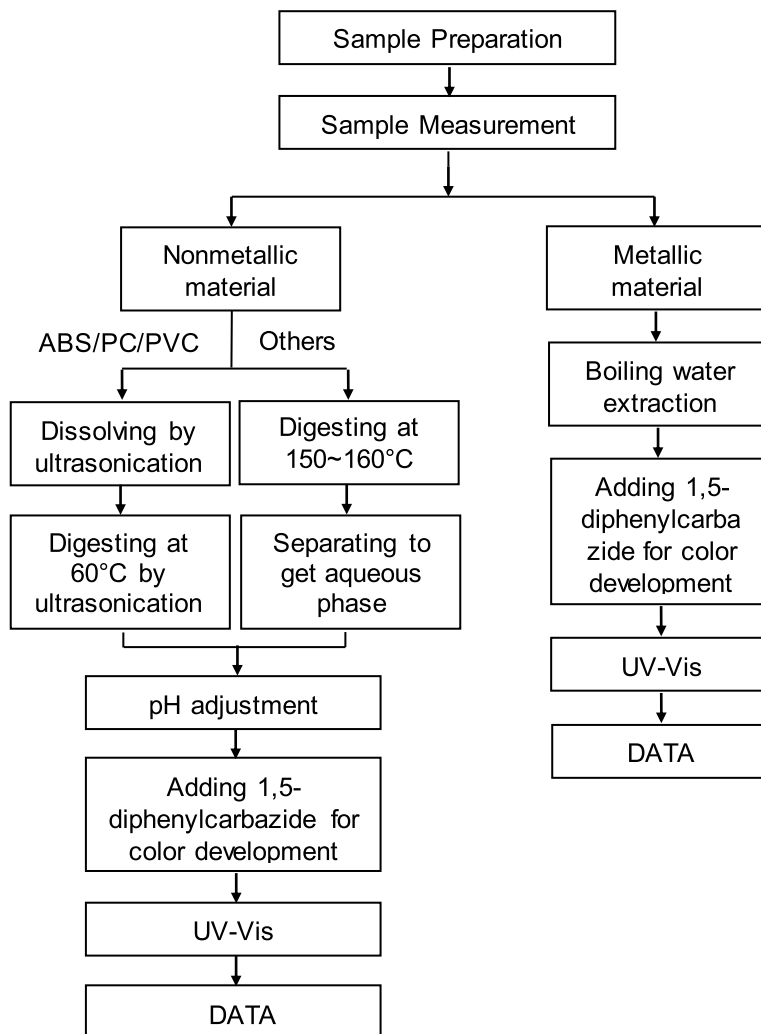 Sample Preparation
Sample Measurement
Nonmetallic
material
Metallic
material
ABS/PC/PVC
Others
Boiling water
extraction
Dissolving by
ultrasonication
Digesting at
150~160°C
Adding 1,5-
diphenylcarba
zide for color
development
Digesting at
60°C by
ultrasonication
Separating to
get aqueous
phase
UV-Vis
pH adjustment
DATA
Adding 1,5-
diphenylcarbazide for
color development
UV-Vis
DATA